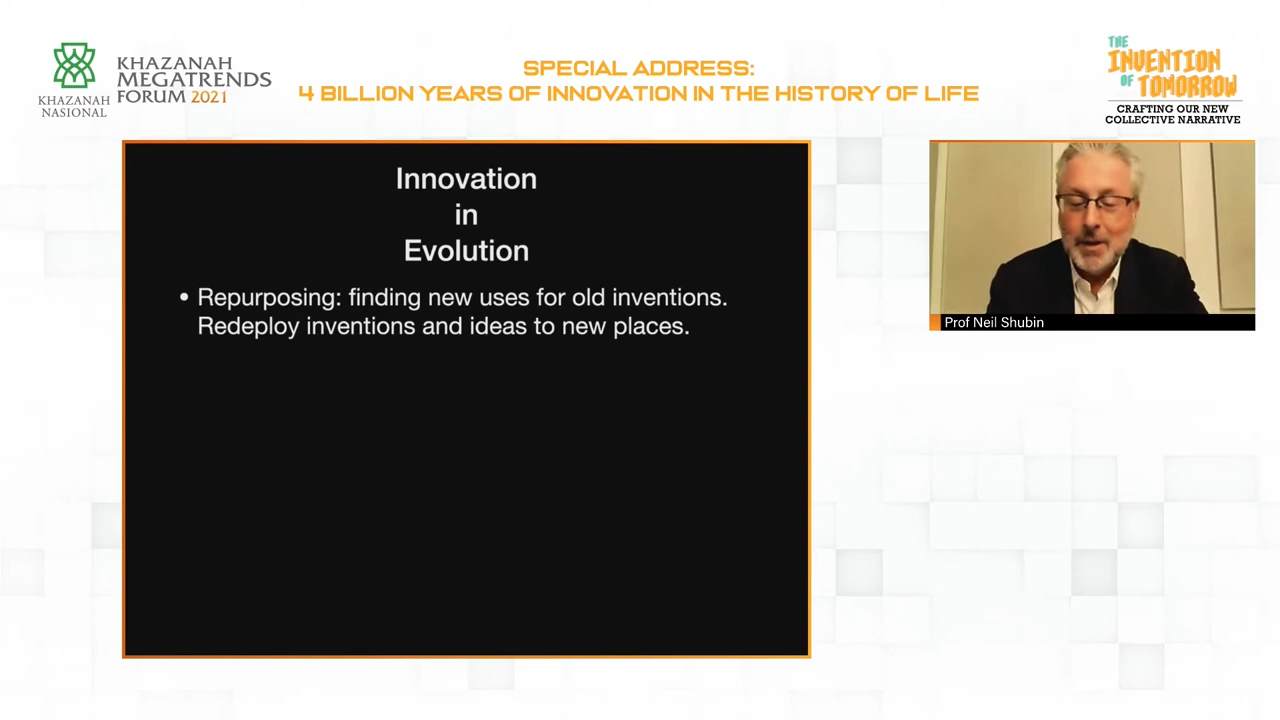 KHAZANAH
NASIONAL
KHAZANAH
MEGATRENDS
FORUM 2021
SPECIAL ADDRESS:
4 BILLION YEARS OF INNOVATION IN THE HISTORY OF LIFE
THE
INVENTION
OF TOMORROW
CRAFTING OUR NEW
COLLECTIVE NARRATIVE
Innovation
in
Evolution
• Repurposing: finding new uses for old inventions.
Redeploy inventions and ideas to new places.
Prof Neil Shubin